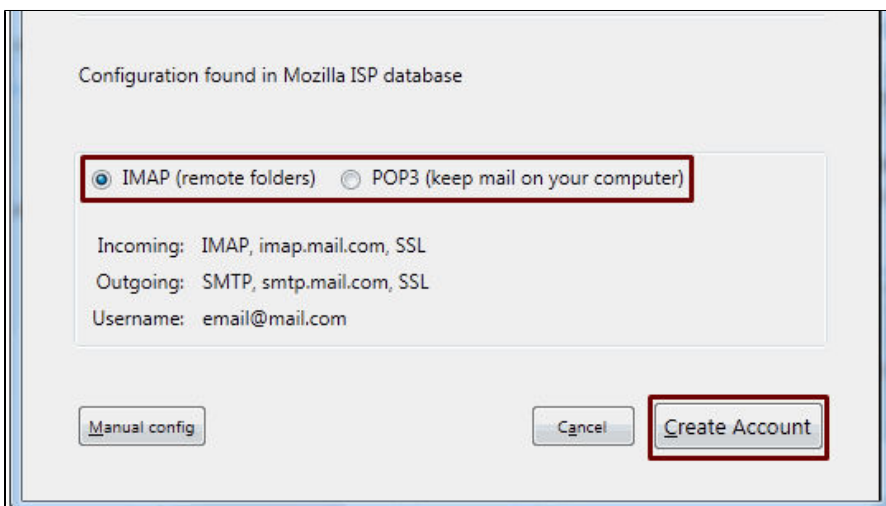 Configuration found in Mozilla ISP database
IMAP (remote folders) POP3 (keep mail on your computer)
Incoming: IMAP, imap.mail.com, SSL
Outgoing: SMTP, smtp.mail.com, SSL
Username: email@mail.com
Manual config Cancel Create Account